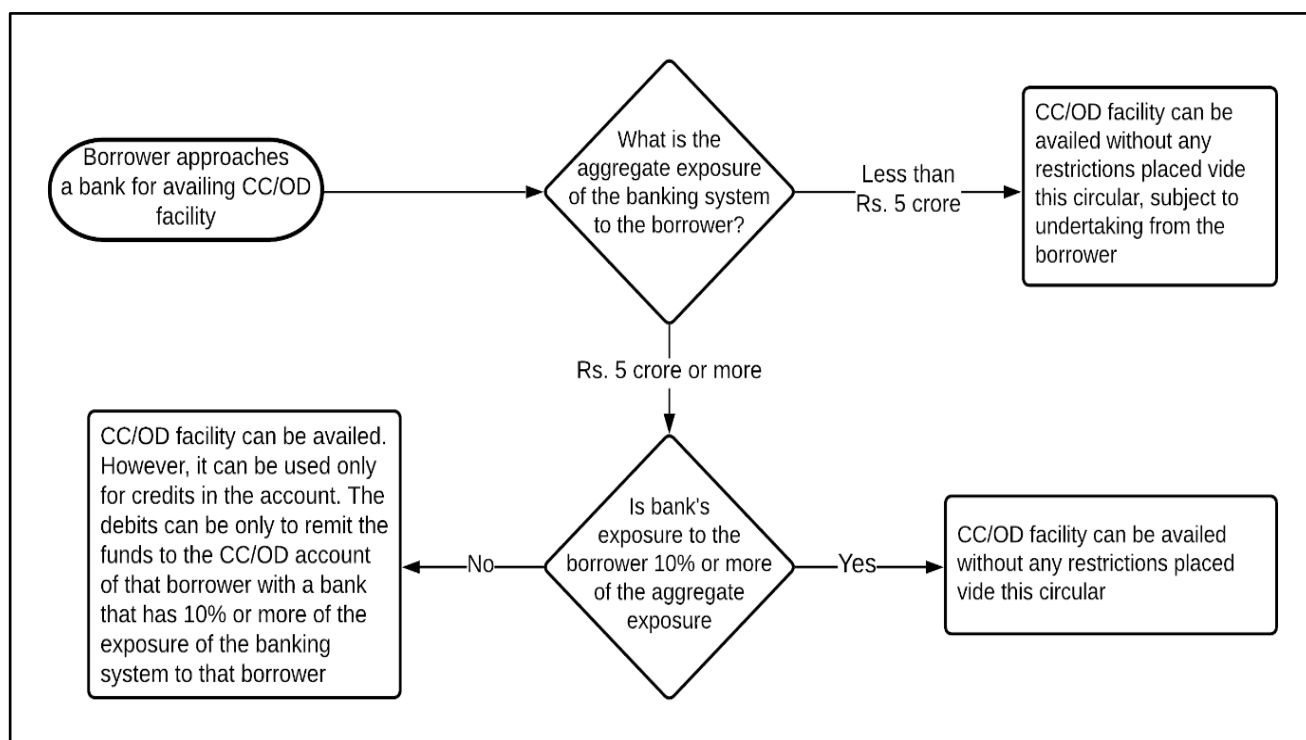 Borrower approaches
a bank for availing CC/OD
facility
What is the
aggregate exposure
of the banking system
to the borrower?
Less than
Rs. 5 crore
CC/OD facility can be
availed without any
restrictions placed vide
this circular, subject to
undertaking from the
borrower
Rs. 5 crore or more
CC/OD facility can be availed.
However, it can be used only
for credits in the account. The
debits can be only to remit the
funds to the CC/OD account
of that borrower with a bank
that has 10% or more of the
exposure of the banking
system to that borrower
No
Is bank's
exposure to the
borrower 10% or more
of the aggregate
exposure
Yes
CC/OD facility can be availed
without any restrictions placed
vide this circular